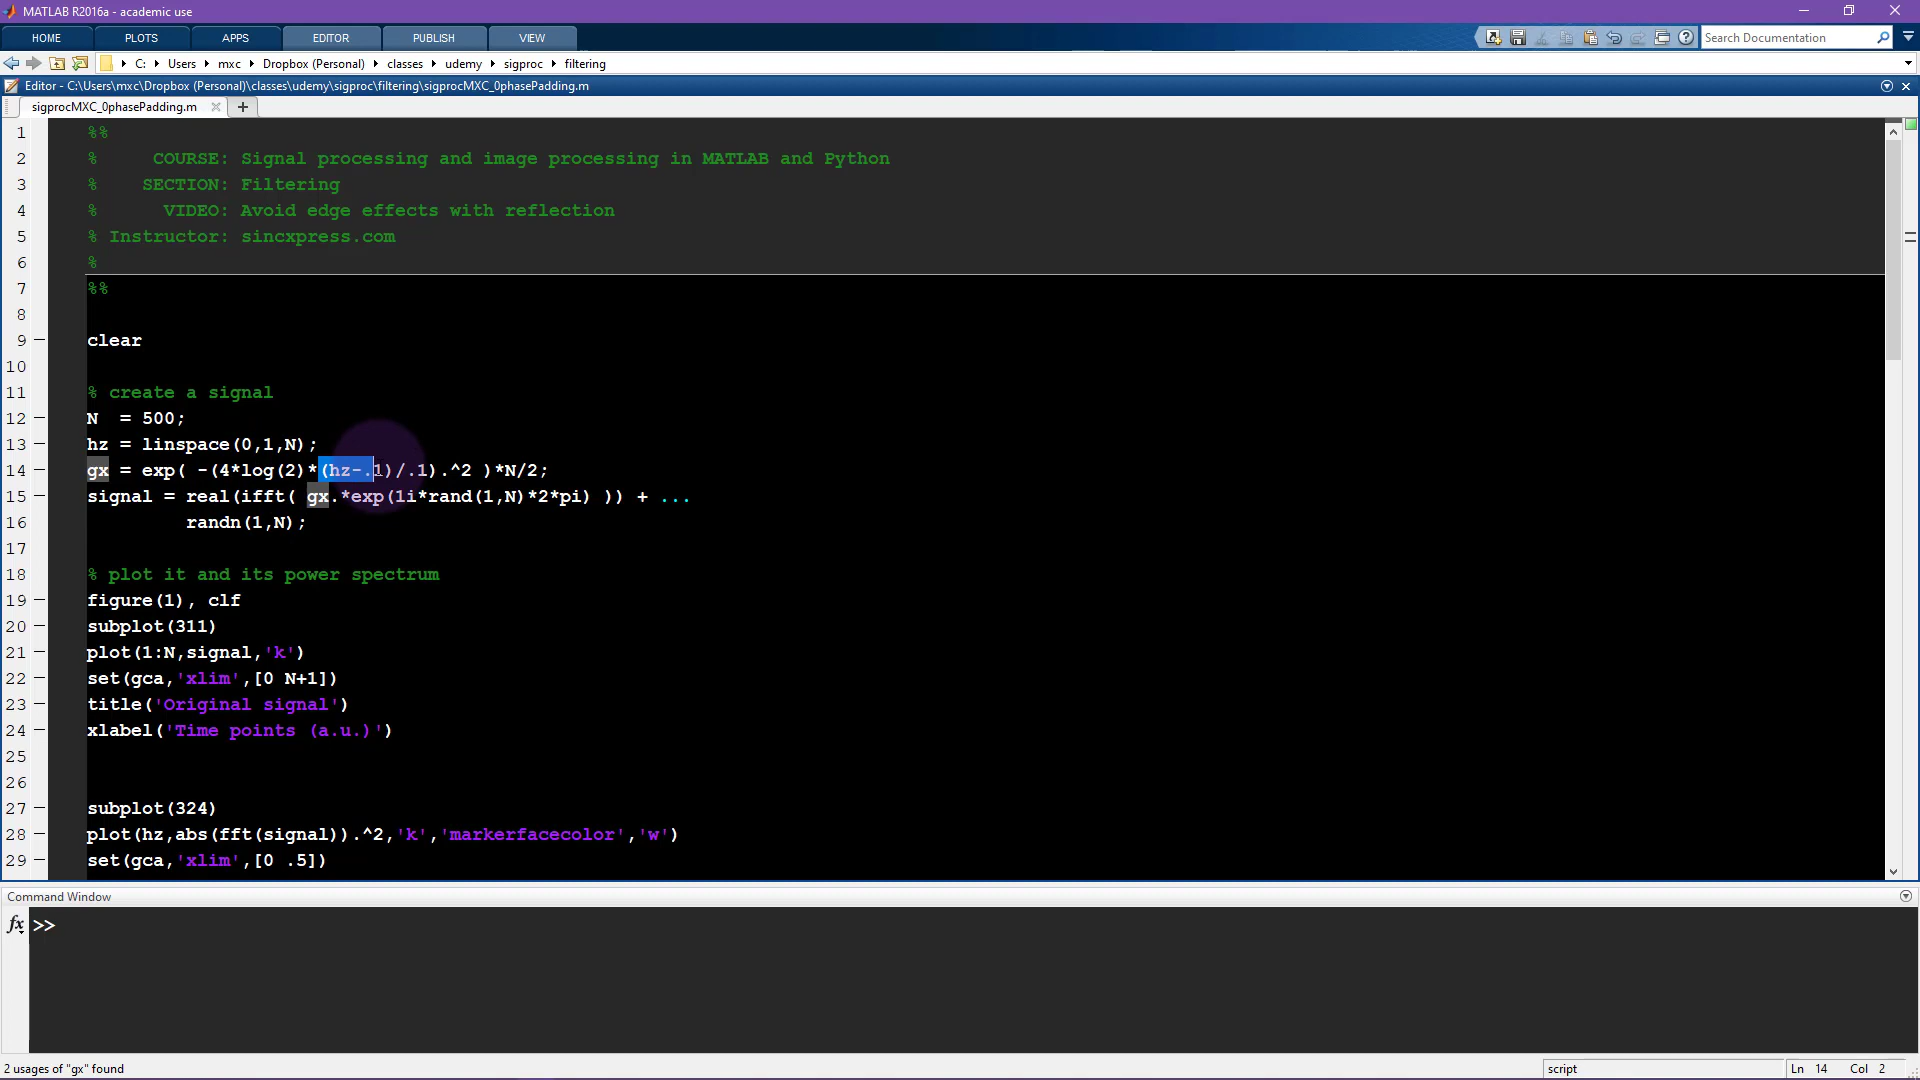 MATLAB R2016a - academic use
HOME PLOTS APPS EDITOR PUBLISH VIEW Search Documentation
C: Users mxc Dropbox (Personal) classes udemy sigproc filtering
Editor - C:\Users\mxc\Dropbox (Personal)\classes\udemy\sigproc\filtering\sigprocMXC_0phasePadding.m
sigprocMXC_0phasePadding.m
1 %%
2 % COURSE: Signal processing and image processing in MATLAB and Python
3 % SECTION: Filtering
4 % VIDEO: Avoid edge effects with reflection
5 % Instructor: sincxpress.com
6 %
7 %%
8
9 clear
10
11 % create a signal
12 N = 500;
13 hz = linspace(0,1,N);
14 gx = exp( -(4*log(2)*(hz-.1)/.1).^2 )*N/2;
15 signal = real(ifft( gx.*exp(1i*rand(1,N)*2*pi) )) + ...
16 randn(1,N);
17
18 % plot it and its power spectrum
19 figure(1), clf
20 subplot(311)
21 plot(1:N,signal,'k')
22 set(gca,'xlim',[0 N+1])
23 title('Original signal')
24 xlabel('Time points (a.u.)')
25
26
27 subplot(324)
28 plot(hz,abs(fft(signal)).^2,'k','markerfacecolor','w')
29 set(gca,'xlim',[0 .5])
Command Window
fx >>
2 usages of "gx" found script Ln 14 Col 2